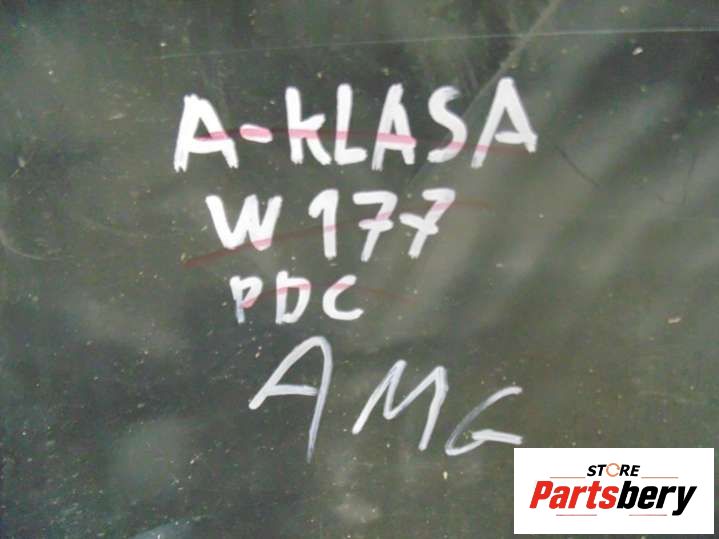 A-KLASA
W 177
PDC
AMG
STORE
Partsbery